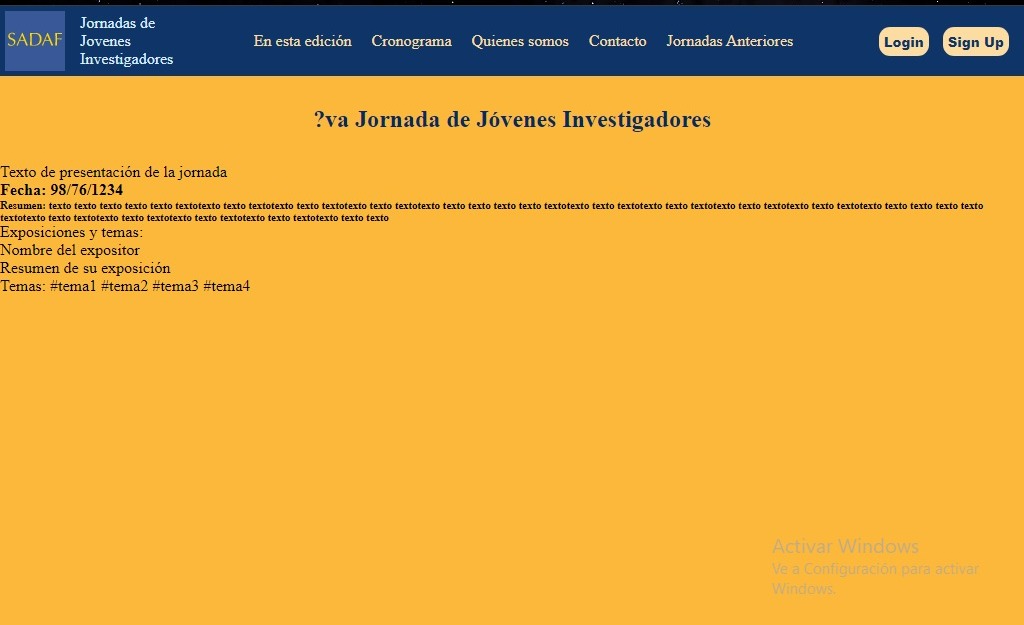 SADAF
Jornadas de
Jovenes
Investigadores
En esta edición
Cronograma
Quienes somos
Contacto
Jornadas Anteriores
Login
Sign Up
?va Jornada de Jóvenes Investigadores
Texto de presentación de la jornada
Fecha: 98/76/1234
Resumen: texto texto texto texto texto textotexto texto textotexto texto textotexto texto textotexto texto texto texto texto textotexto texto textotexto texto textotexto texto textotexto texto textotexto texto texto texto texto
textotexto texto textotexto texto textotexto texto textotexto texto textotexto texto texto
Exposiciones y temas:
Nombre del expositor
Resumen de su exposición
Temas: #tema1 #tema2 #tema3 #tema4
Activar Windows
Ve a Configuración para activar
Windows.